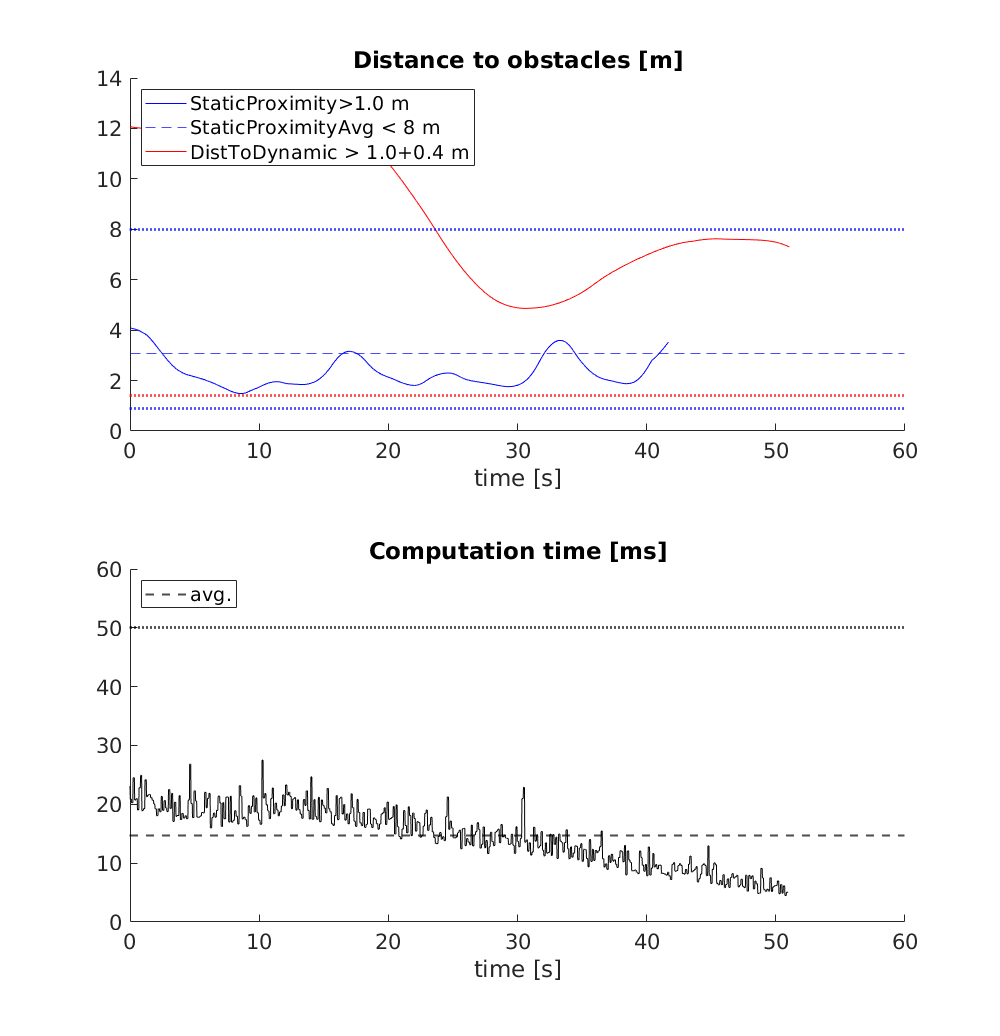 Distance to obstacles [m]
14
12
10
8
6
4
2
0
StaticProximity>1.0 m
StaticProximityAvg < 8 m
DistToDynamic > 1.0+0.4 m
0 10 20 30 40 50 60
time [s]
Computation time [ms]
60
50
40
30
20
10
0
avg.
0 10 20 30 40 50 60
time [s]